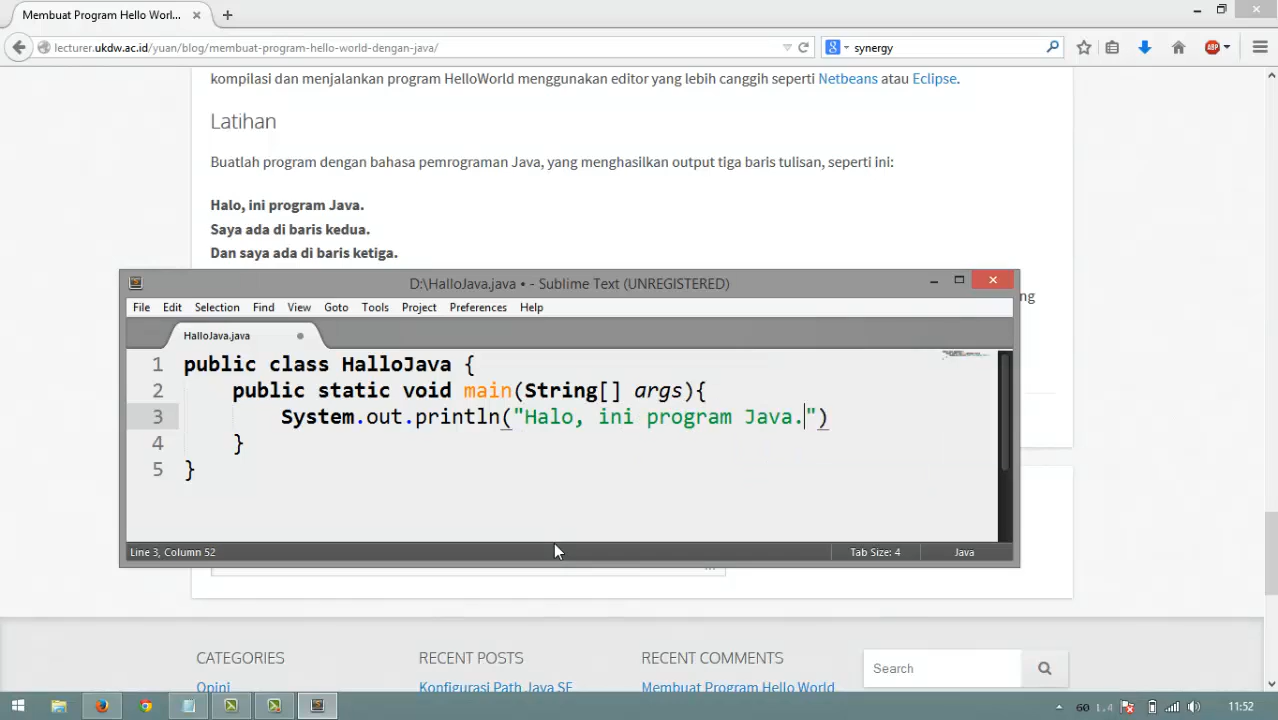 Membuat Program Hello Worl...
lecturer.ukdw.ac.id/yuan/blog/membuat-program-hello-world-dengan-java/
synergy
kompilasi dan menjalankan program HelloWorld menggunakan editor yang lebih canggih seperti Netbeans atau Eclipse.
Latihan
Buatlah program dengan bahasa pemrograman Java, yang menghasilkan output tiga baris tulisan, seperti ini:
Halo, ini program Java.
Saya ada di baris kedua.
Dan saya ada di baris ketiga.
ng
D:\HalloJava.java • - Sublime Text (UNREGISTERED)
File Edit Selection Find View Goto Tools Project Preferences Help
HalloJava.java
1 public class HalloJava {
2 public static void main(String[] args){
3 System.out.println("Halo, ini program Java.")
4 }
5 }
Line 3, Column 52 Tab Size: 4 Java
CATEGORIES RECENT POSTS RECENT COMMENTS Search
Opini Konfigurasi Path Java SE Membuat Program Hello World
60 1.4 11:52